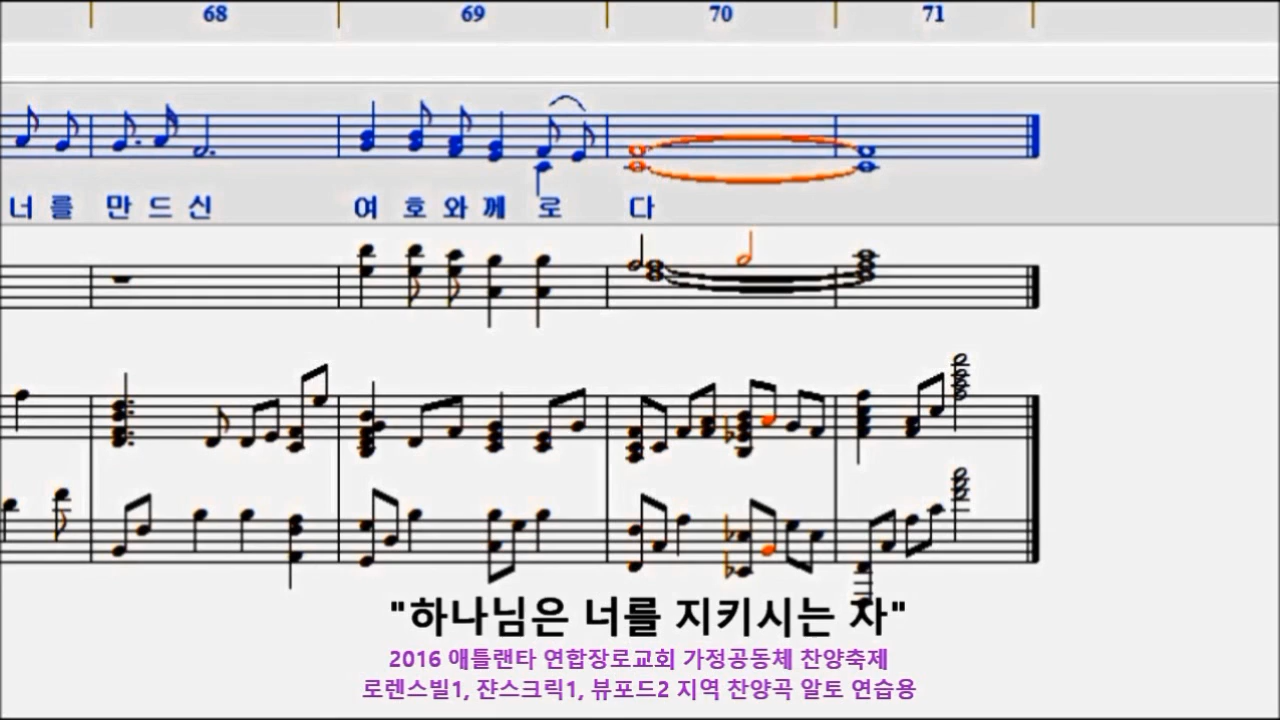 68 69 70 71
너 를 만 드 신 여 호 와 께 로 다
"하나님은 너를 지키시는 자"
2016 애틀랜타 연합장로교회 가정공동체 찬양축제
로렌스빌1, 쟌스크릭1, 뷰포드2 지역 찬양곡 알토 연습용